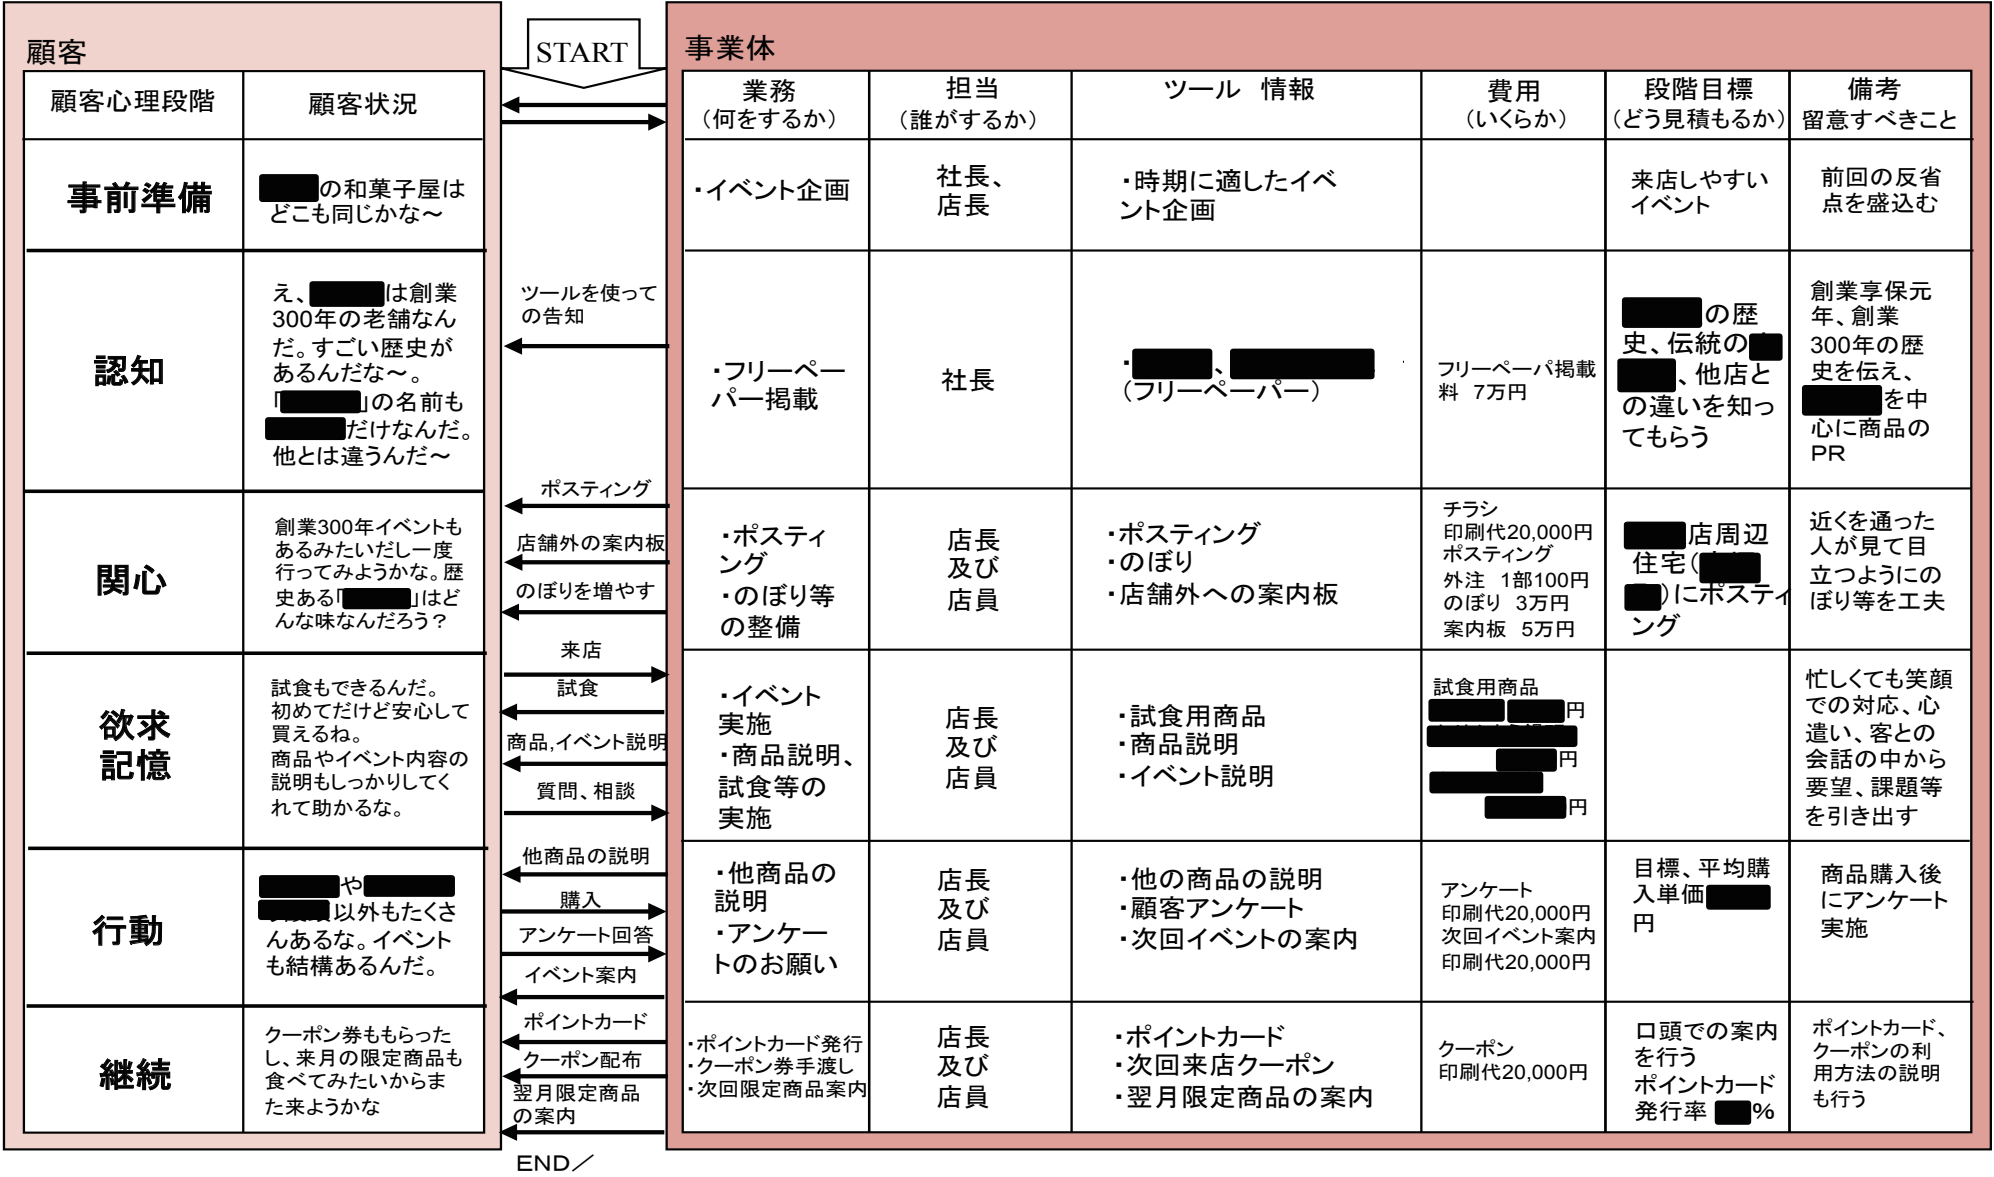 顧客
START
事業体
顧客心理段階
顧客状況
業務
（何をするか）
担当
（誰がするか）
ツール　情報
費用
（いくらか）
段階目標
（どう見積もるか）
備考
留意すべきこと
事前準備
の和菓子屋は
どこも同じかな～
・イベント企画
社長、
店長
・時期に適したイベ
ント企画
来店しやすい
イベント
前回の反省
点を盛込む
認知
え、は創業
300年の老舗なん
だ。すごい歴史が
あるんだな～。
「」の名前も
だけなんだ。
他とは違うんだ～
ツールを使って
の告知
・フリーペー
パー掲載
社長
・、
（フリーペーパー）
フリーペーパ掲載
料　7万円
の歴
史、伝統の
、他店と
の違いを知っ
てもらう
創業享保元
年、創業
300年の歴
史を伝え、
を中
心に商品の
PR
関心
創業300年イベントも
あるみたいだし一度
行ってみようかな。歴
史ある「」はど
んな味なんだろう？
ポスティング
店舗外の案内板
のぼりを増やす
・ポスティ
ング
・のぼり等
の整備
店長
及び
店員
・ポスティング
・のぼり
・店舗外への案内板
チラシ
印刷代20,000円
ポスティング
外注　1部100円
のぼり　3万円
案内板　5万円
店周辺
住宅（
）にポスティ
ング
近くを通った
人が見て目
立つようにの
ぼり等を工夫
欲求
記憶
試食もできるんだ。
初めてだけど安心して
買えるね。
商品やイベント内容の
説明もしっかりしてく
れて助かるな。
来店
試食
商品,イベント説明
質問、相談
・イベント
実施
・商品説明、
試食等の
実施
店長
及び
店員
・試食用商品
・商品説明
・イベント説明
試食用商品
円
円
円
忙しくても笑顔
での対応、心
遣い、客との
会話の中から
要望、課題等
を引き出す
行動
や
以外もたくさ
んあるな。イベント
も結構あるんだ。
他商品の説明
購入
アンケート回答
イベント案内
・他商品の
説明
・アンケー
トのお願い
店長
及び
店員
・他の商品の説明
・顧客アンケート
・次回イベントの案内
アンケート
印刷代20,000円
次回イベント案内
印刷代20,000円
目標、平均購
入単価
円
商品購入後
にアンケート
実施
継続
クーポン券ももらった
し、来月の限定商品も
食べてみたいからま
た来ようかな
ポイントカード
クーポン配布
翌月限定商品
の案内
・ポイントカード発行
・クーポン券手渡し
・次回限定商品案内
店長
及び
店員
・ポイントカード
・次回来店クーポン
・翌月限定商品の案内
クーポン
印刷代20,000円
口頭での案内
を行う
ポイントカード
発行率　%
ポイントカード、
クーポンの利
用方法の説明
も行う
END／